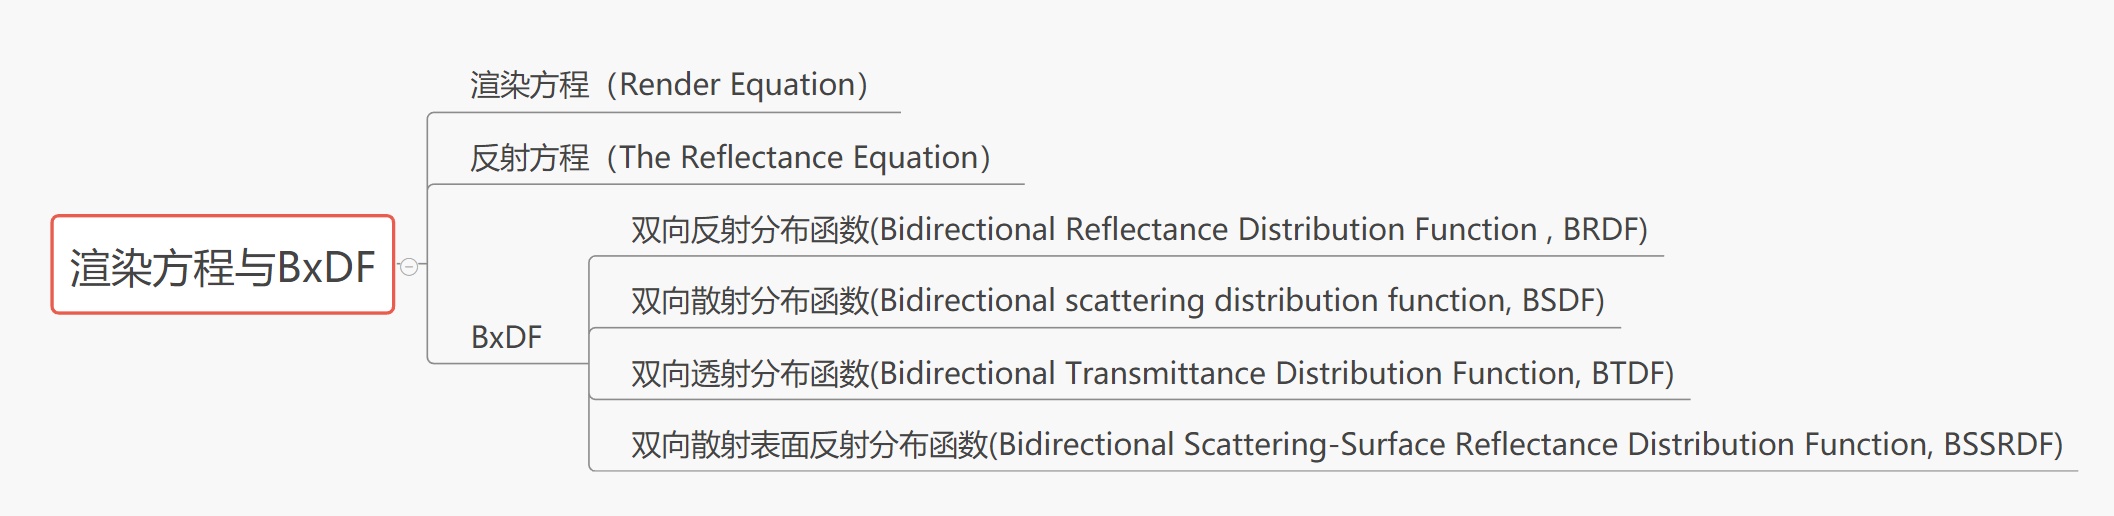 渲染方程（Render Equation）
反射方程（The Reflectance Equation）
渲染方程与BxDF
BxDF
双向反射分布函数(Bidirectional Reflectance Distribution Function , BRDF)
双向散射分布函数(Bidirectional scattering distribution function, BSDF)
双向透射分布函数(Bidirectional Transmittance Distribution Function, BTDF)
双向散射表面反射分布函数(Bidirectional Scattering-Surface Reflectance Distribution Function, BSSRDF)